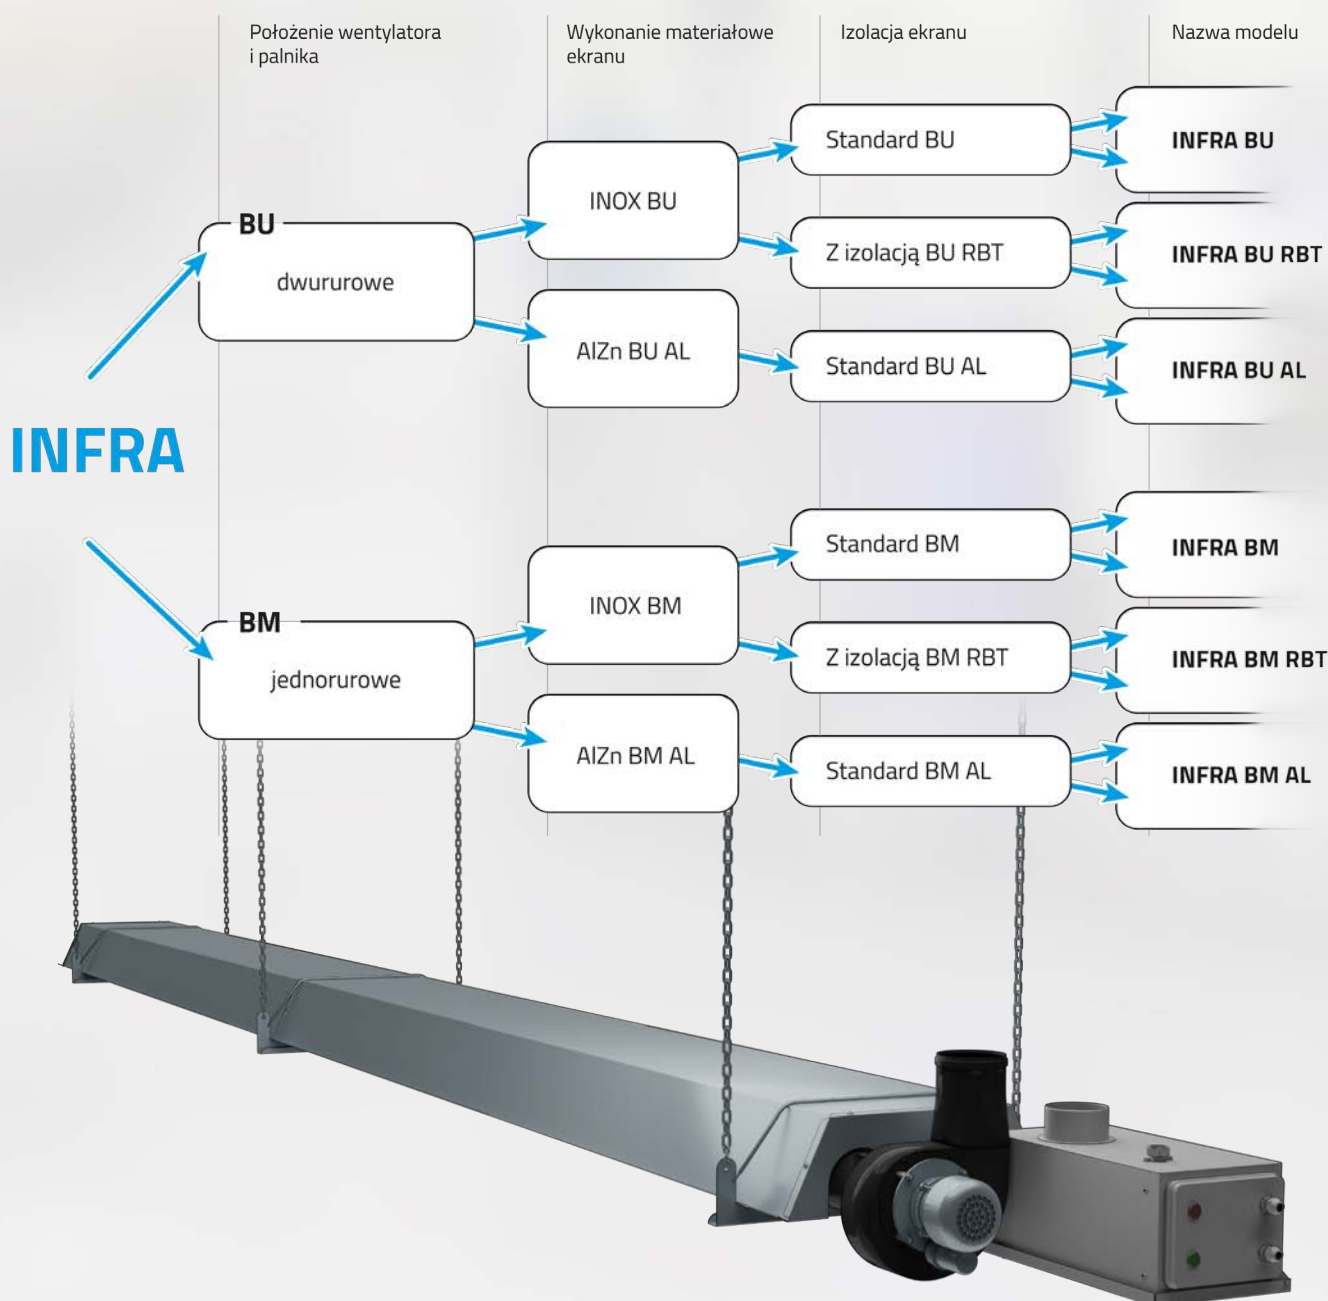 Położenie wentylatora
i palnika
Wykonanie materiałowe
ekranu
Izolacja ekranu
Nazwa modelu
INFRA
BU
dwururowe
INOX BU
AlZn BU AL
Standard BU
Z izolacją BU RBT
Standard BU AL
INFRA BU
INFRA BU RBT
INFRA BU AL
BM
jednorurowe
INOX BM
AlZn BM AL
Standard BM
Z izolacją BM RBT
Standard BM AL
INFRA BM
INFRA BM RBT
INFRA BM AL